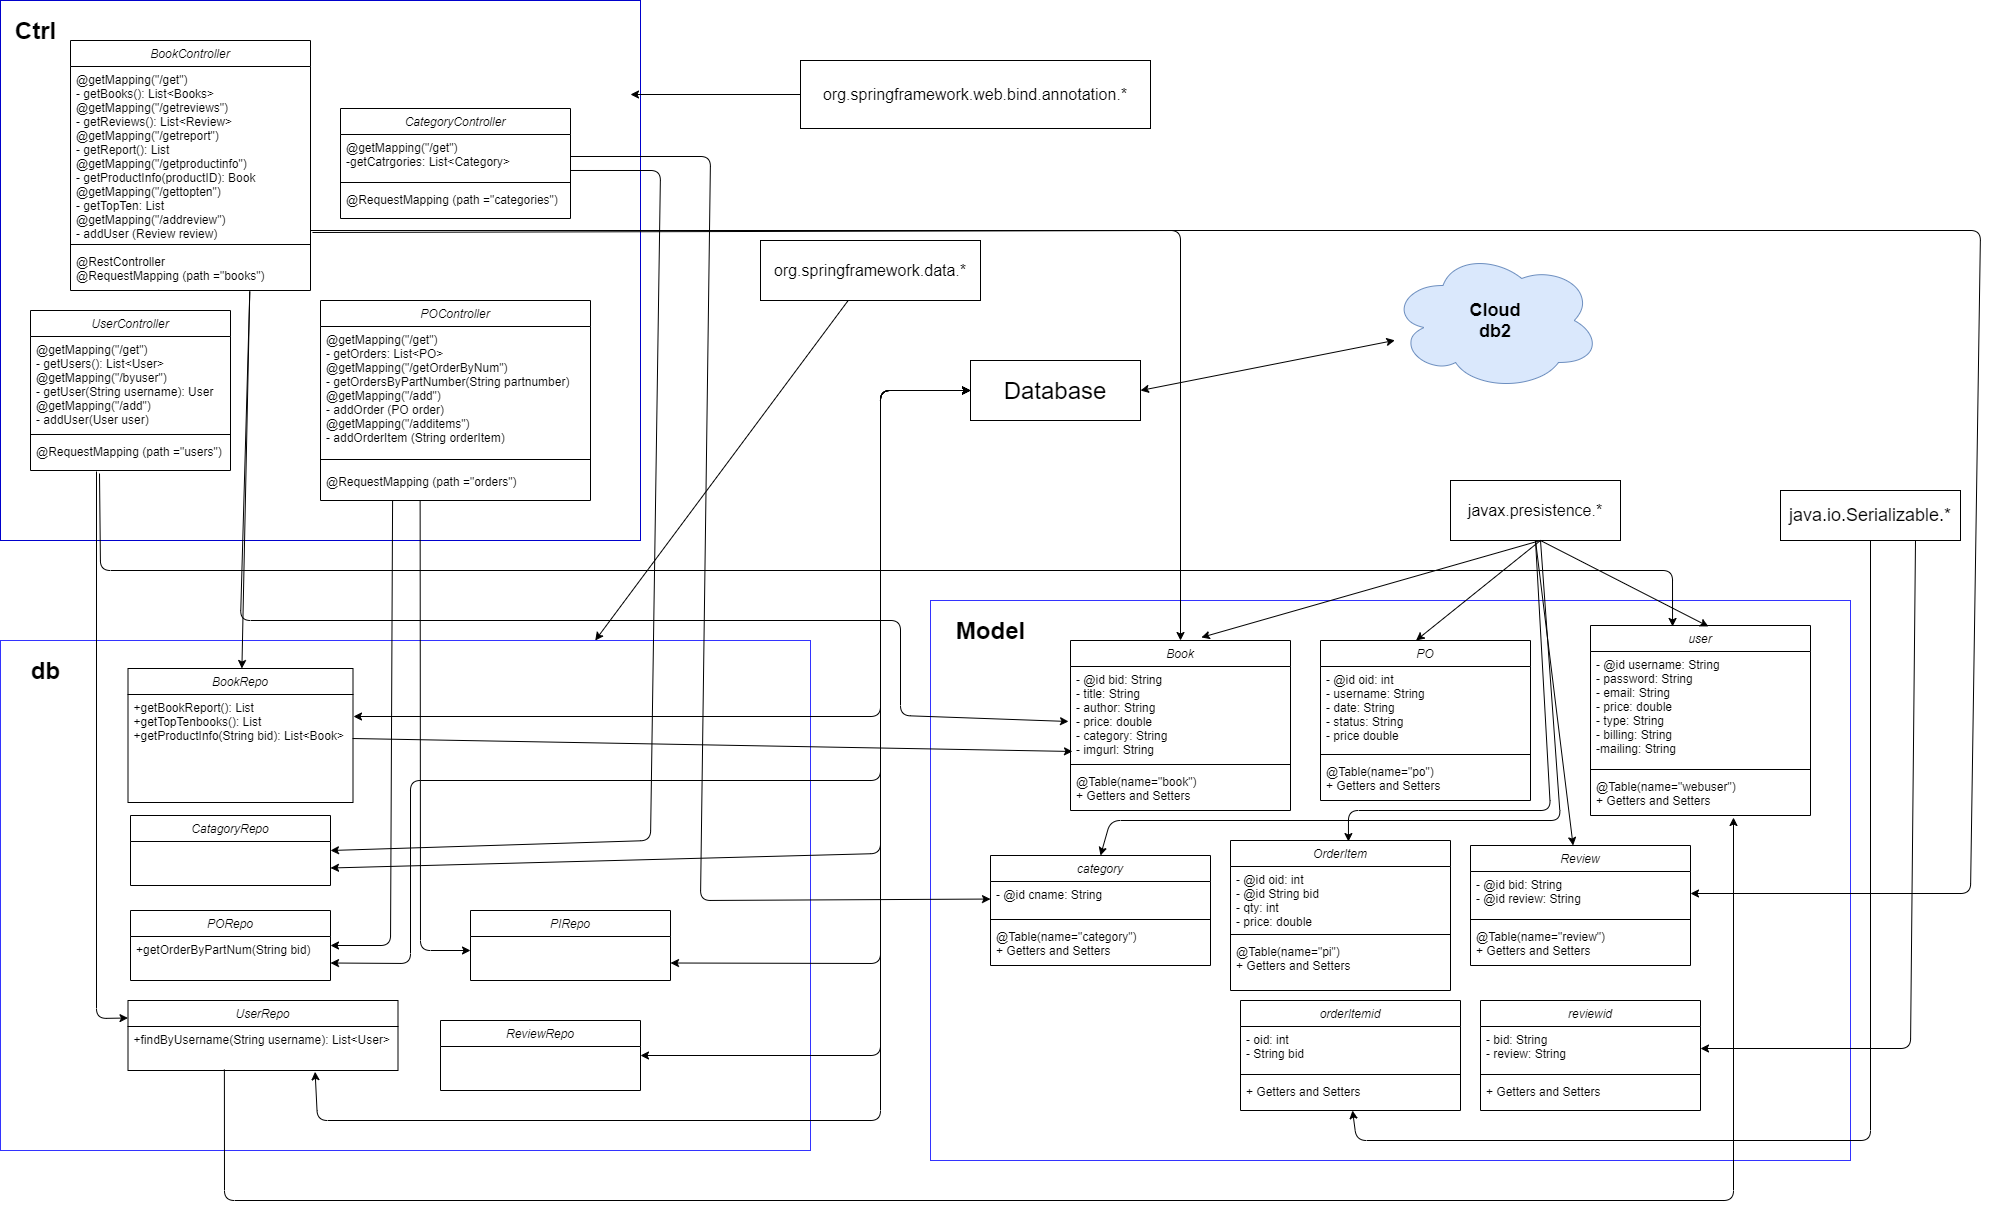 Ctrl
BookController
@getMapping("/get")
- getBooks(): List<Books>
@getMapping("/getreviews")
- getReviews(): List<Review>
@getMapping("/getreport")
- getReport(): List
@getMapping("/getproductinfo")
- getProductInfo(productID): Book
@getMapping("/gettopten")
- getTopTen: List
@getMapping("/addreview")
- addUser (Review review)
@RestController
@RequestMapping (path ="books")
CategoryController
@getMapping("/get")
-getCatrgories: List<Category>
@RequestMapping (path ="categories")
org.springframework.web.bind.annotation.*
UserController
@getMapping("/get")
- getUsers(): List<User>
@getMapping("/byuser")
- getUser(String username): User
@getMapping("/add")
- addUser(User user)
@RequestMapping (path ="users")
POController
@getMapping("/get")
- getOrders: List<PO>
@getMapping("/getOrderByNum")
- getOrdersByPartNumber(String partnumber)
@getMapping("/add")
- addOrder (PO order)
@getMapping("/additems")
- addOrderItem (String orderItem)
@RequestMapping (path ="orders")
org.springframework.data.*
Cloud
db2
Database
javax.presistence.*
java.io.Serializable.*
db
BookRepo
+getBookReport(): List
+getTopTenbooks(): List
+getProductInfo(String bid): List<Book>
CatagoryRepo
PORepo
+getOrderByPartNum(String bid)
PIRepo
UserRepo
+findByUsername(String username): List<User>
ReviewRepo
Model
Book
- @id bid: String
- title: String
- author: String
- price: double
- category: String
- imgurl: String
@Table(name="book")
+ Getters and Setters
PO
- @id oid: int
- username: String
- date: String
- status: String
- price double
@Table(name="po")
+ Getters and Setters
user
- @id username: String
- password: String
- email: String
- price: double
- type: String
- billing: String
-mailing: String
@Table(name="webuser")
+ Getters and Setters
category
- @id cname: String
@Table(name="category")
+ Getters and Setters
OrderItem
- @id oid: int
- @id String bid
- qty: int
- price: double
@Table(name="pi")
+ Getters and Setters
Review
- @id bid: String
- @id review: String
@Table(name="review")
+ Getters and Setters
orderItemid
- oid: int
- String bid
+ Getters and Setters
reviewid
- bid: String
- review: String
+ Getters and Setters